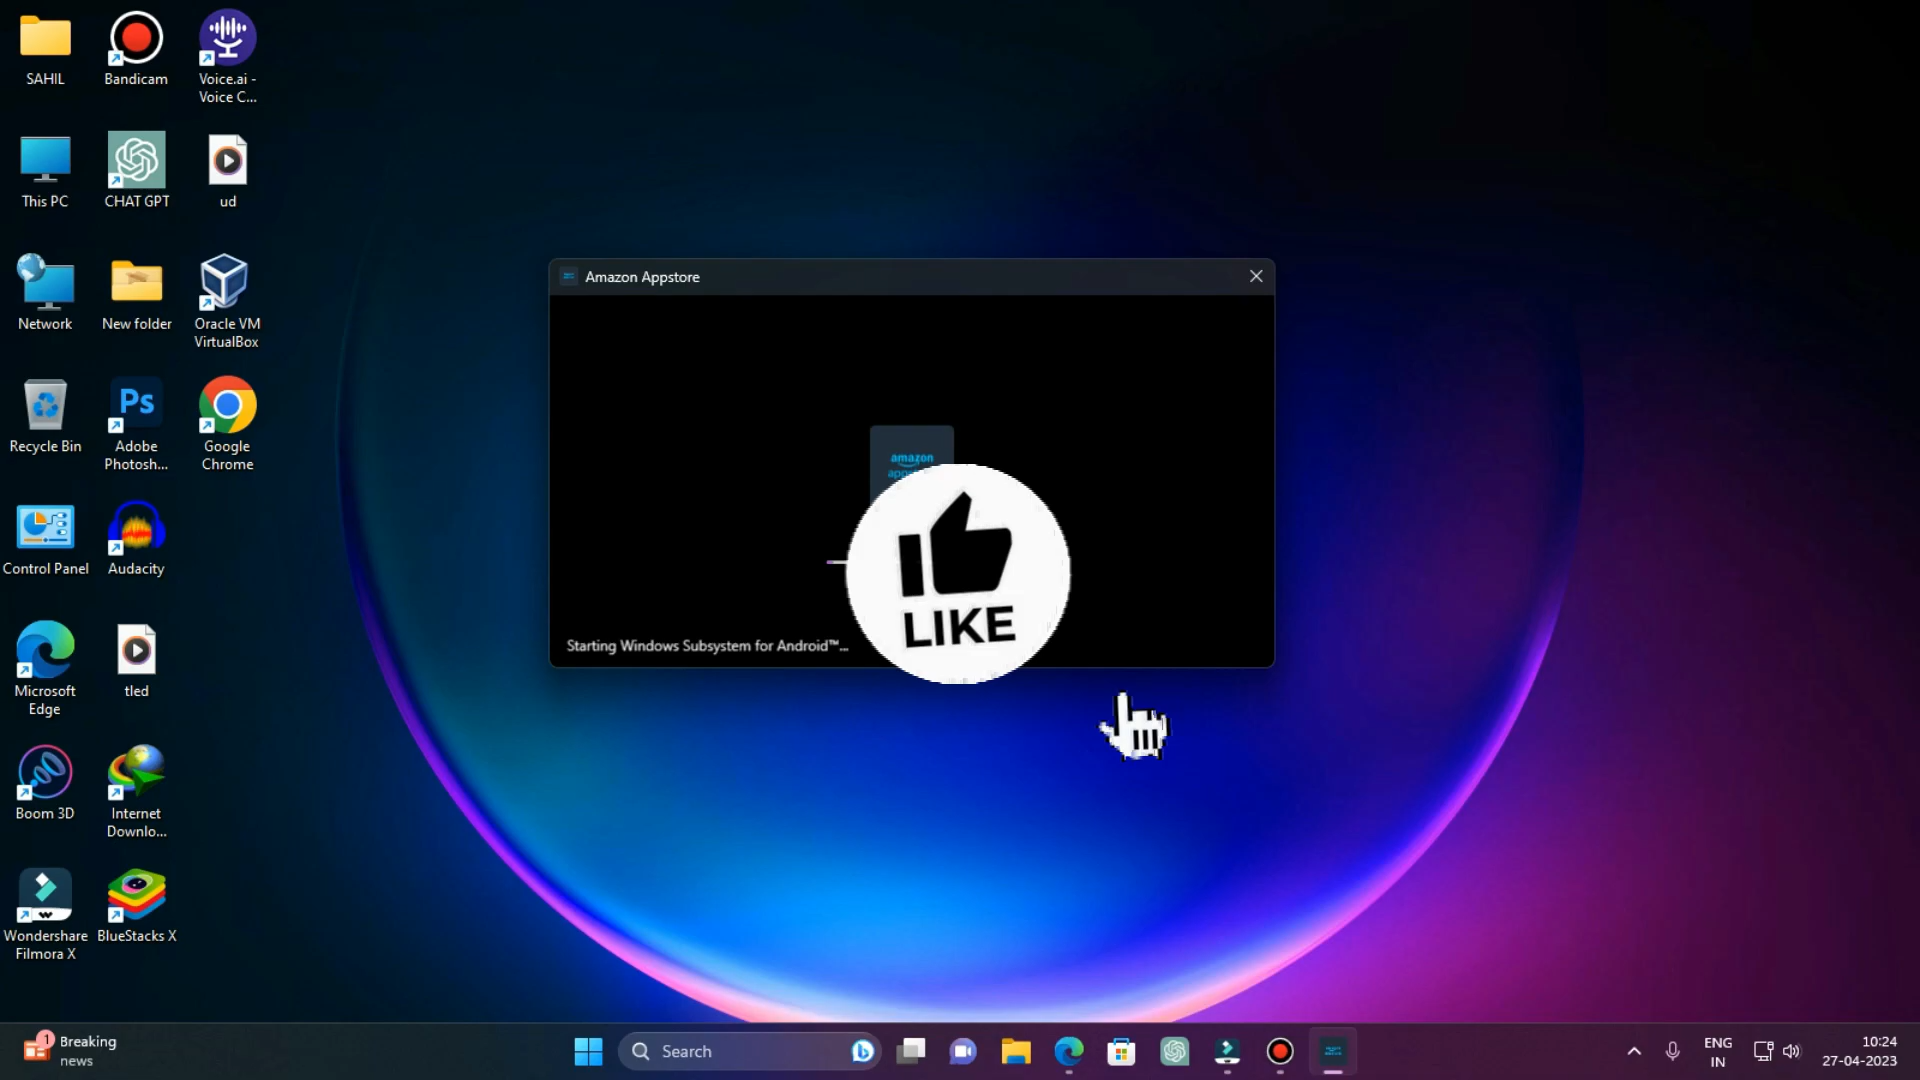 SAHIL
Bandicam
Voice.ai -
Voice C...
This PC
CHAT GPT
ud
Network
New folder
Oracle VM
VirtualBox
Recycle Bin
Ps
Adobe
Photosh...
Google
Chrome
Control Panel
Audacity
Microsoft
Edge
tled
Boom 3D
Internet
Downlo...
Wondershare
Filmora X
BlueStacks X
Amazon Appstore
amazon
LIKE
Starting Windows Subsystem for Android™...
1
Breaking
news
Search
ENG
IN
10:24
27-04-2023